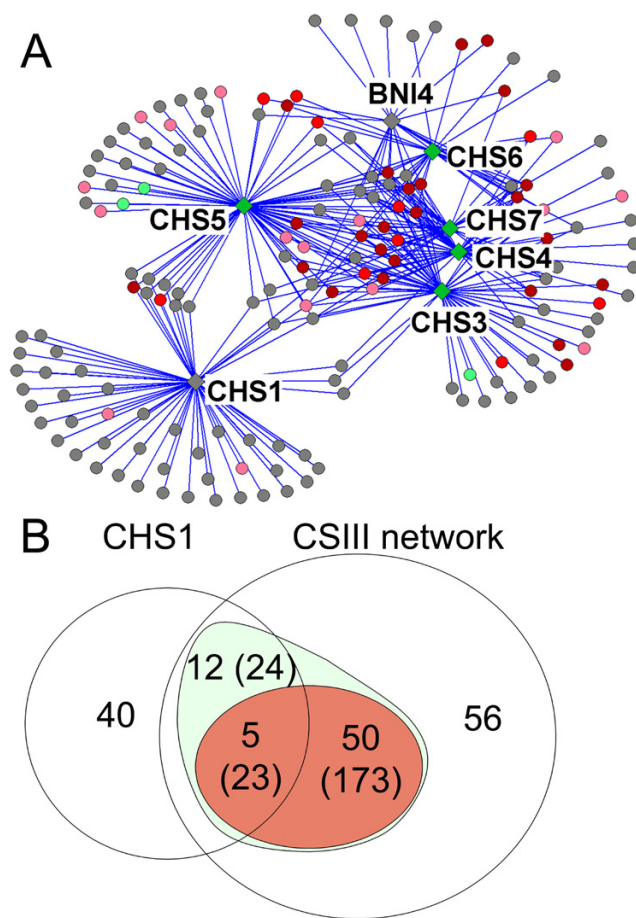 A
BNI4
CHS6
CHS5
CHS7
CHS4
CHS3
CHS1
B
CHS1 CSIII network
12 (24)
40 5 50 56
(23) (173)